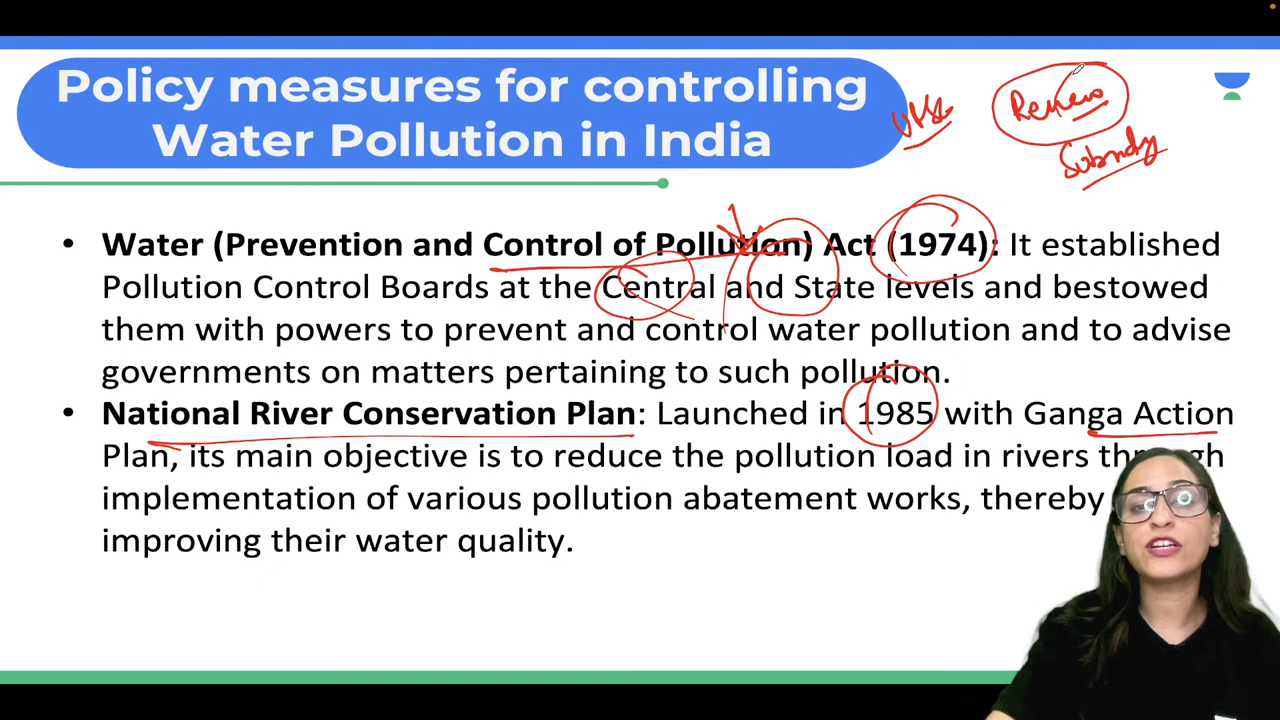 Policy measures for controlling
Water Pollution in India
Review
Subsidy
• Water (Prevention and Control of Pollution) Act (1974): It established
Pollution Control Boards at the Central and State levels and bestowed
them with powers to prevent and control water pollution and to advise
governments on matters pertaining to such pollution.
• National River Conservation Plan: Launched in 1985 with Ganga Action
Plan, its main objective is to reduce the pollution load in rivers through
implementation of various pollution abatement works, thereby
improving their water quality.